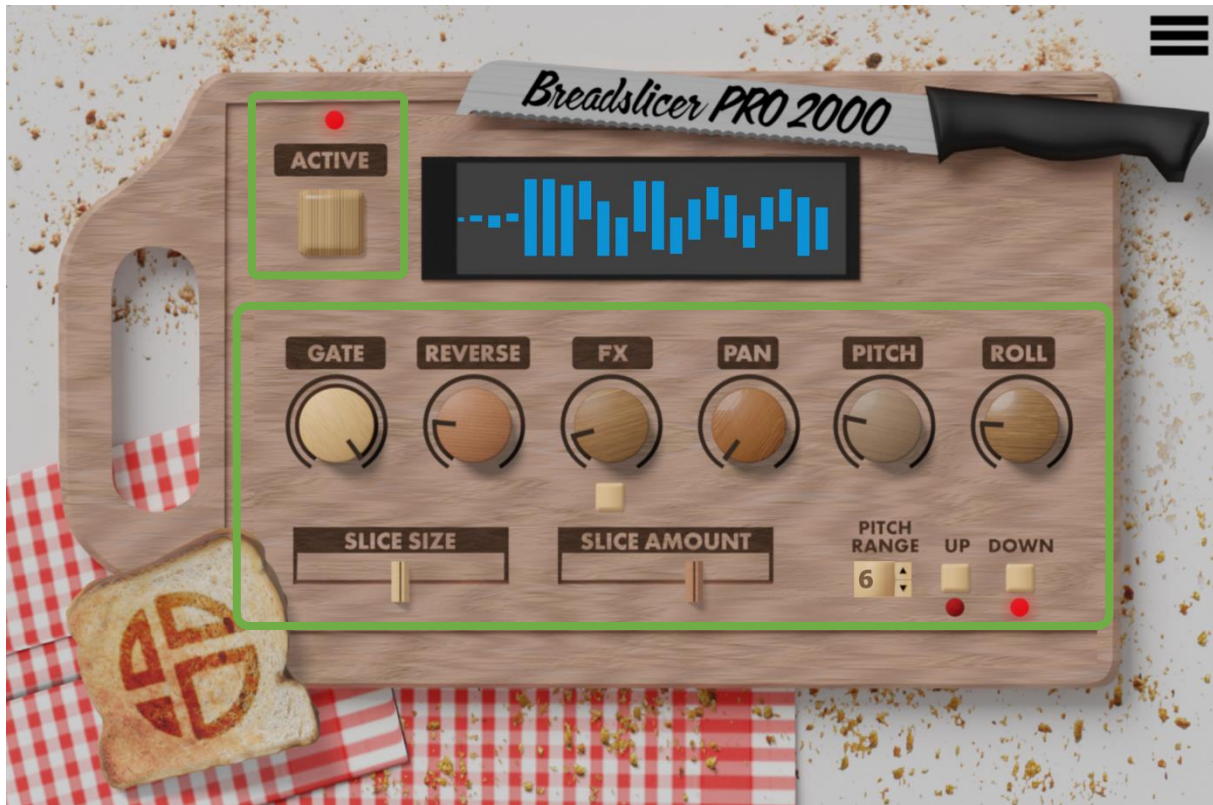 Breadslicer PRO 2000
ACTIVE
GATE
REVERSE
FX
PAN
PITCH
ROLL
SLICE SIZE
SLICE AMOUNT
PITCH
RANGE
UP
DOWN
6